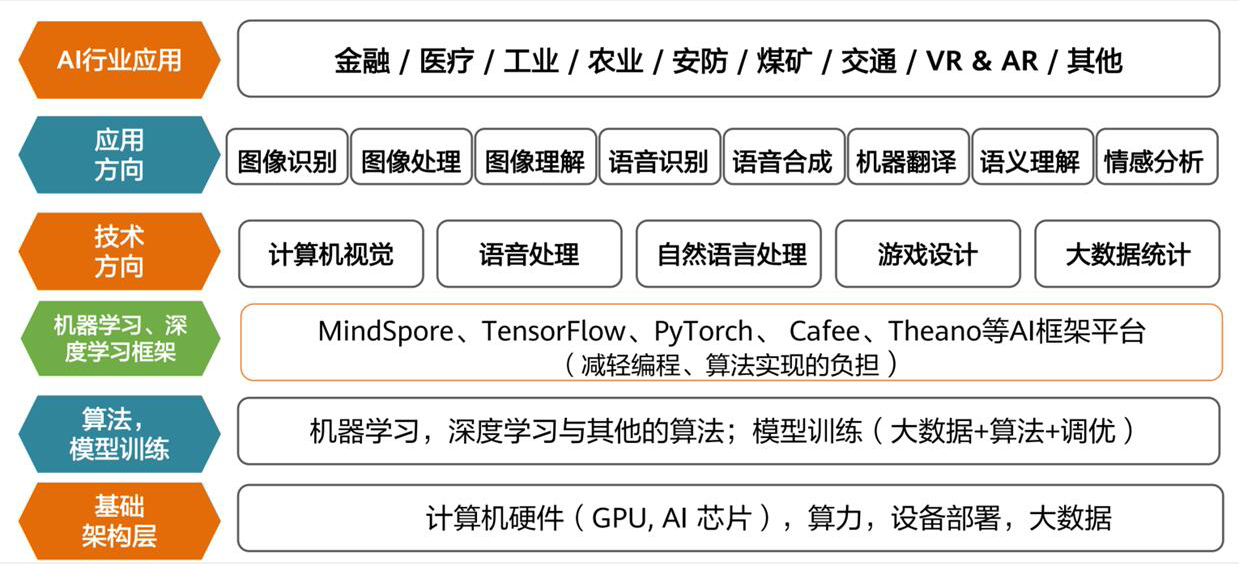 AI行业应用
金融 / 医疗 / 工业 / 农业 / 安防 / 煤矿 / 交通 / VR & AR / 其他
应用
方向
图像识别
图像处理
图像理解
语音识别
语音合成
机器翻译
语义理解
情感分析
技术
方向
计算机视觉
语音处理
自然语言处理
游戏设计
大数据统计
机器学习、深
度学习框架
MindSpore、TensorFlow、PyTorch、 Cafee、Theano等AI框架平台
（减轻编程、算法实现的负担）
算法，
模型训练
机器学习，深度学习与其他的算法；模型训练（大数据+算法+调优）
基础
架构层
计算机硬件（GPU, AI 芯片），算力，设备部署，大数据